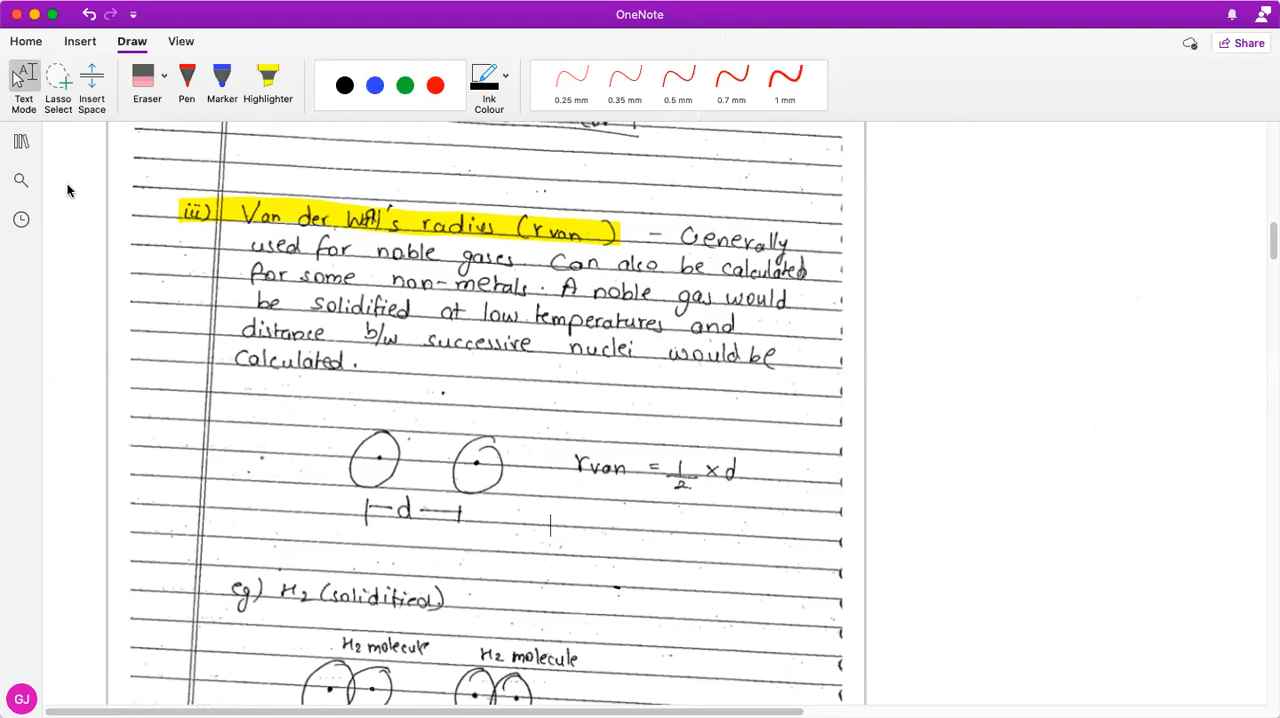 OneNote
Home Insert Draw View
Share
Text Mode
Lasso Select
Insert Space
Eraser
Pen
Marker
Highlighter
Ink Colour
0.25 mm
0.35 mm
0.5 mm
0.7 mm
1 mm
iii) Van der Waal's radius (rvan ) - Generally
used for noble gases. Can also be calculated
for some non-metals. A noble gas would
be solidified at low temperatures and
distance b/w successive nuclei would be
Calculated.
rvan = 1/2 × d
d
eg) H2 (solidified)
H2 molecule H2 molecule
GJ